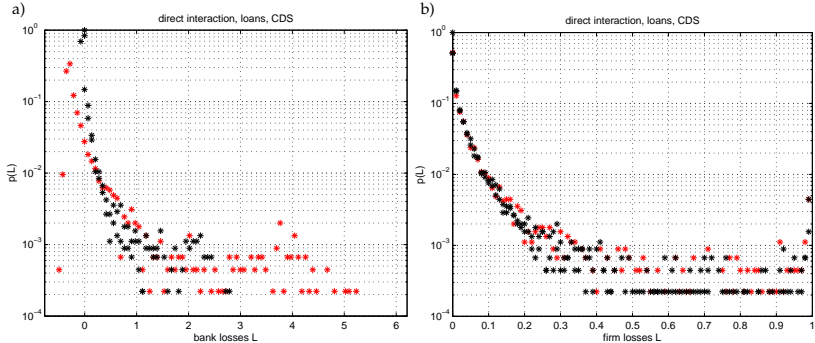 a)
direct interaction, loans, CDS
10^0
10^-1
10^-2
10^-3
10^-4
p(L)
0 1 2 3 4 5 6
bank losses L
b)
direct interaction, loans, CDS
10^0
10^-1
10^-2
10^-3
10^-4
p(L)
0 0.1 0.2 0.3 0.4 0.5 0.6 0.7 0.8 0.9 1
firm losses L